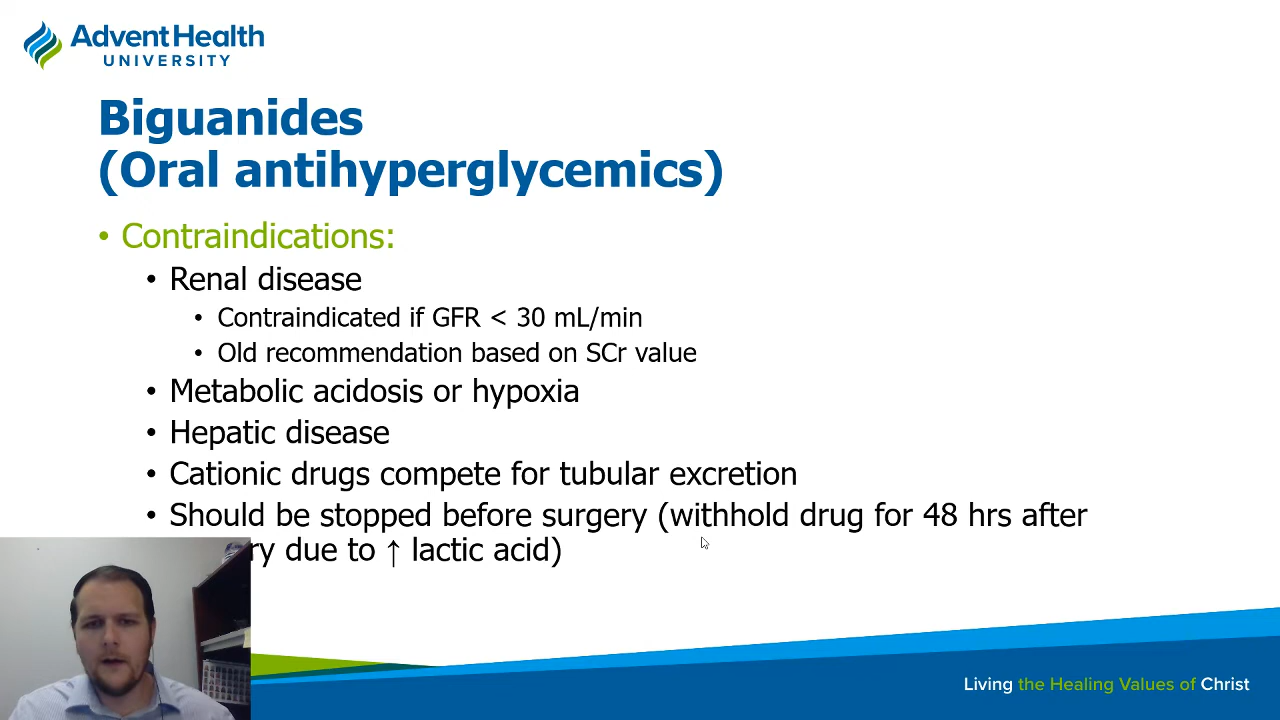 AdventHealth
UNIVERSITY
Biguanides
(Oral antihyperglycemics)
• Contraindications:
• Renal disease
• Contraindicated if GFR < 30 mL/min
• Old recommendation based on SCr value
• Metabolic acidosis or hypoxia
• Hepatic disease
• Cationic drugs compete for tubular excretion
• Should be stopped before surgery (withhold drug for 48 hrs after
due to ↑ lactic acid)
Living the Healing Values of Christ